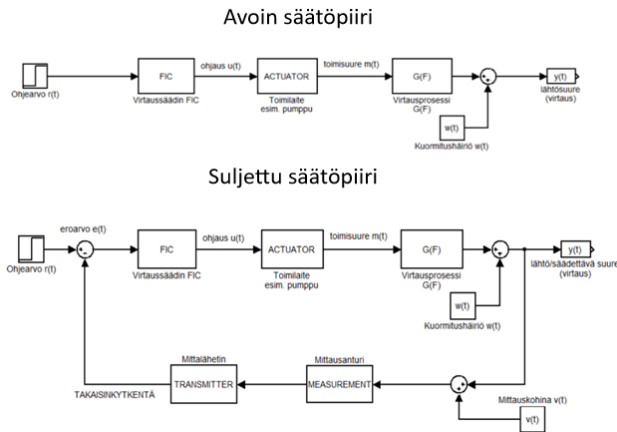 Avoin säätöpiiri
ohjaus u(t)
toimisuure m(t)
FIC
ACTUATOR
G(F)
y(t)
Ohjearvo r(t)
Virtaussäädin FIC
Toimilaite
esim. pumppu
Virtausprosessi
G(F)
lähtösuure
(virtaus)
w(t)
Kuormitushäiriö w(t)
Suljettu säätöpiiri
eroarvo e(t)
ohjaus u(t)
toimisuure m(t)
FIC
ACTUATOR
G(F)
y(t)
Ohjearvo r(t)
Virtaussäädin FIC
Toimilaite
esim. pumppu
Virtausprosessi
G(F)
lähtö/säädettävä suure
(virtaus)
w(t)
Kuormitushäiriö w(t)
Mittalähetin
Mittausanturi
TRANSMITTER
MEASUREMENT
TAKAISINKYTKENTÄ
Mittauskohina v(t)
v(t)